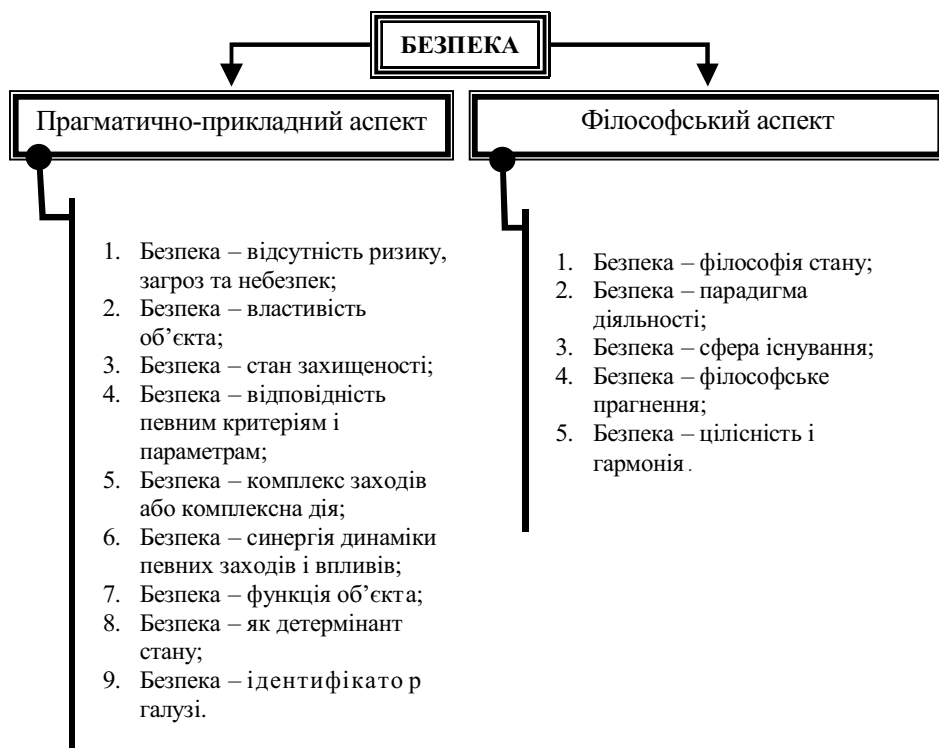 БЕЗПЕКА
Прагматично-прикладний аспект
1. Безпека – відсутність ризику,
загроз та небезпек;
2. Безпека – властивість
об’єкта;
3. Безпека – стан захищеності;
4. Безпека – відповідність
певним критеріям і
параметрам;
5. Безпека – комплекс заходів
або комплексна дія;
6. Безпека – синергія динаміки
певних заходів і впливів;
7. Безпека – функція об’єкта;
8. Безпека – як детермінант
стану;
9. Безпека – ідентифікато р
галузі.
Філософський аспект
1. Безпека – філософія стану;
2. Безпека – парадигма
діяльності;
3. Безпека – сфера існування;
4. Безпека – філософське
прагнення;
5. Безпека – цілісність і
гармонія .